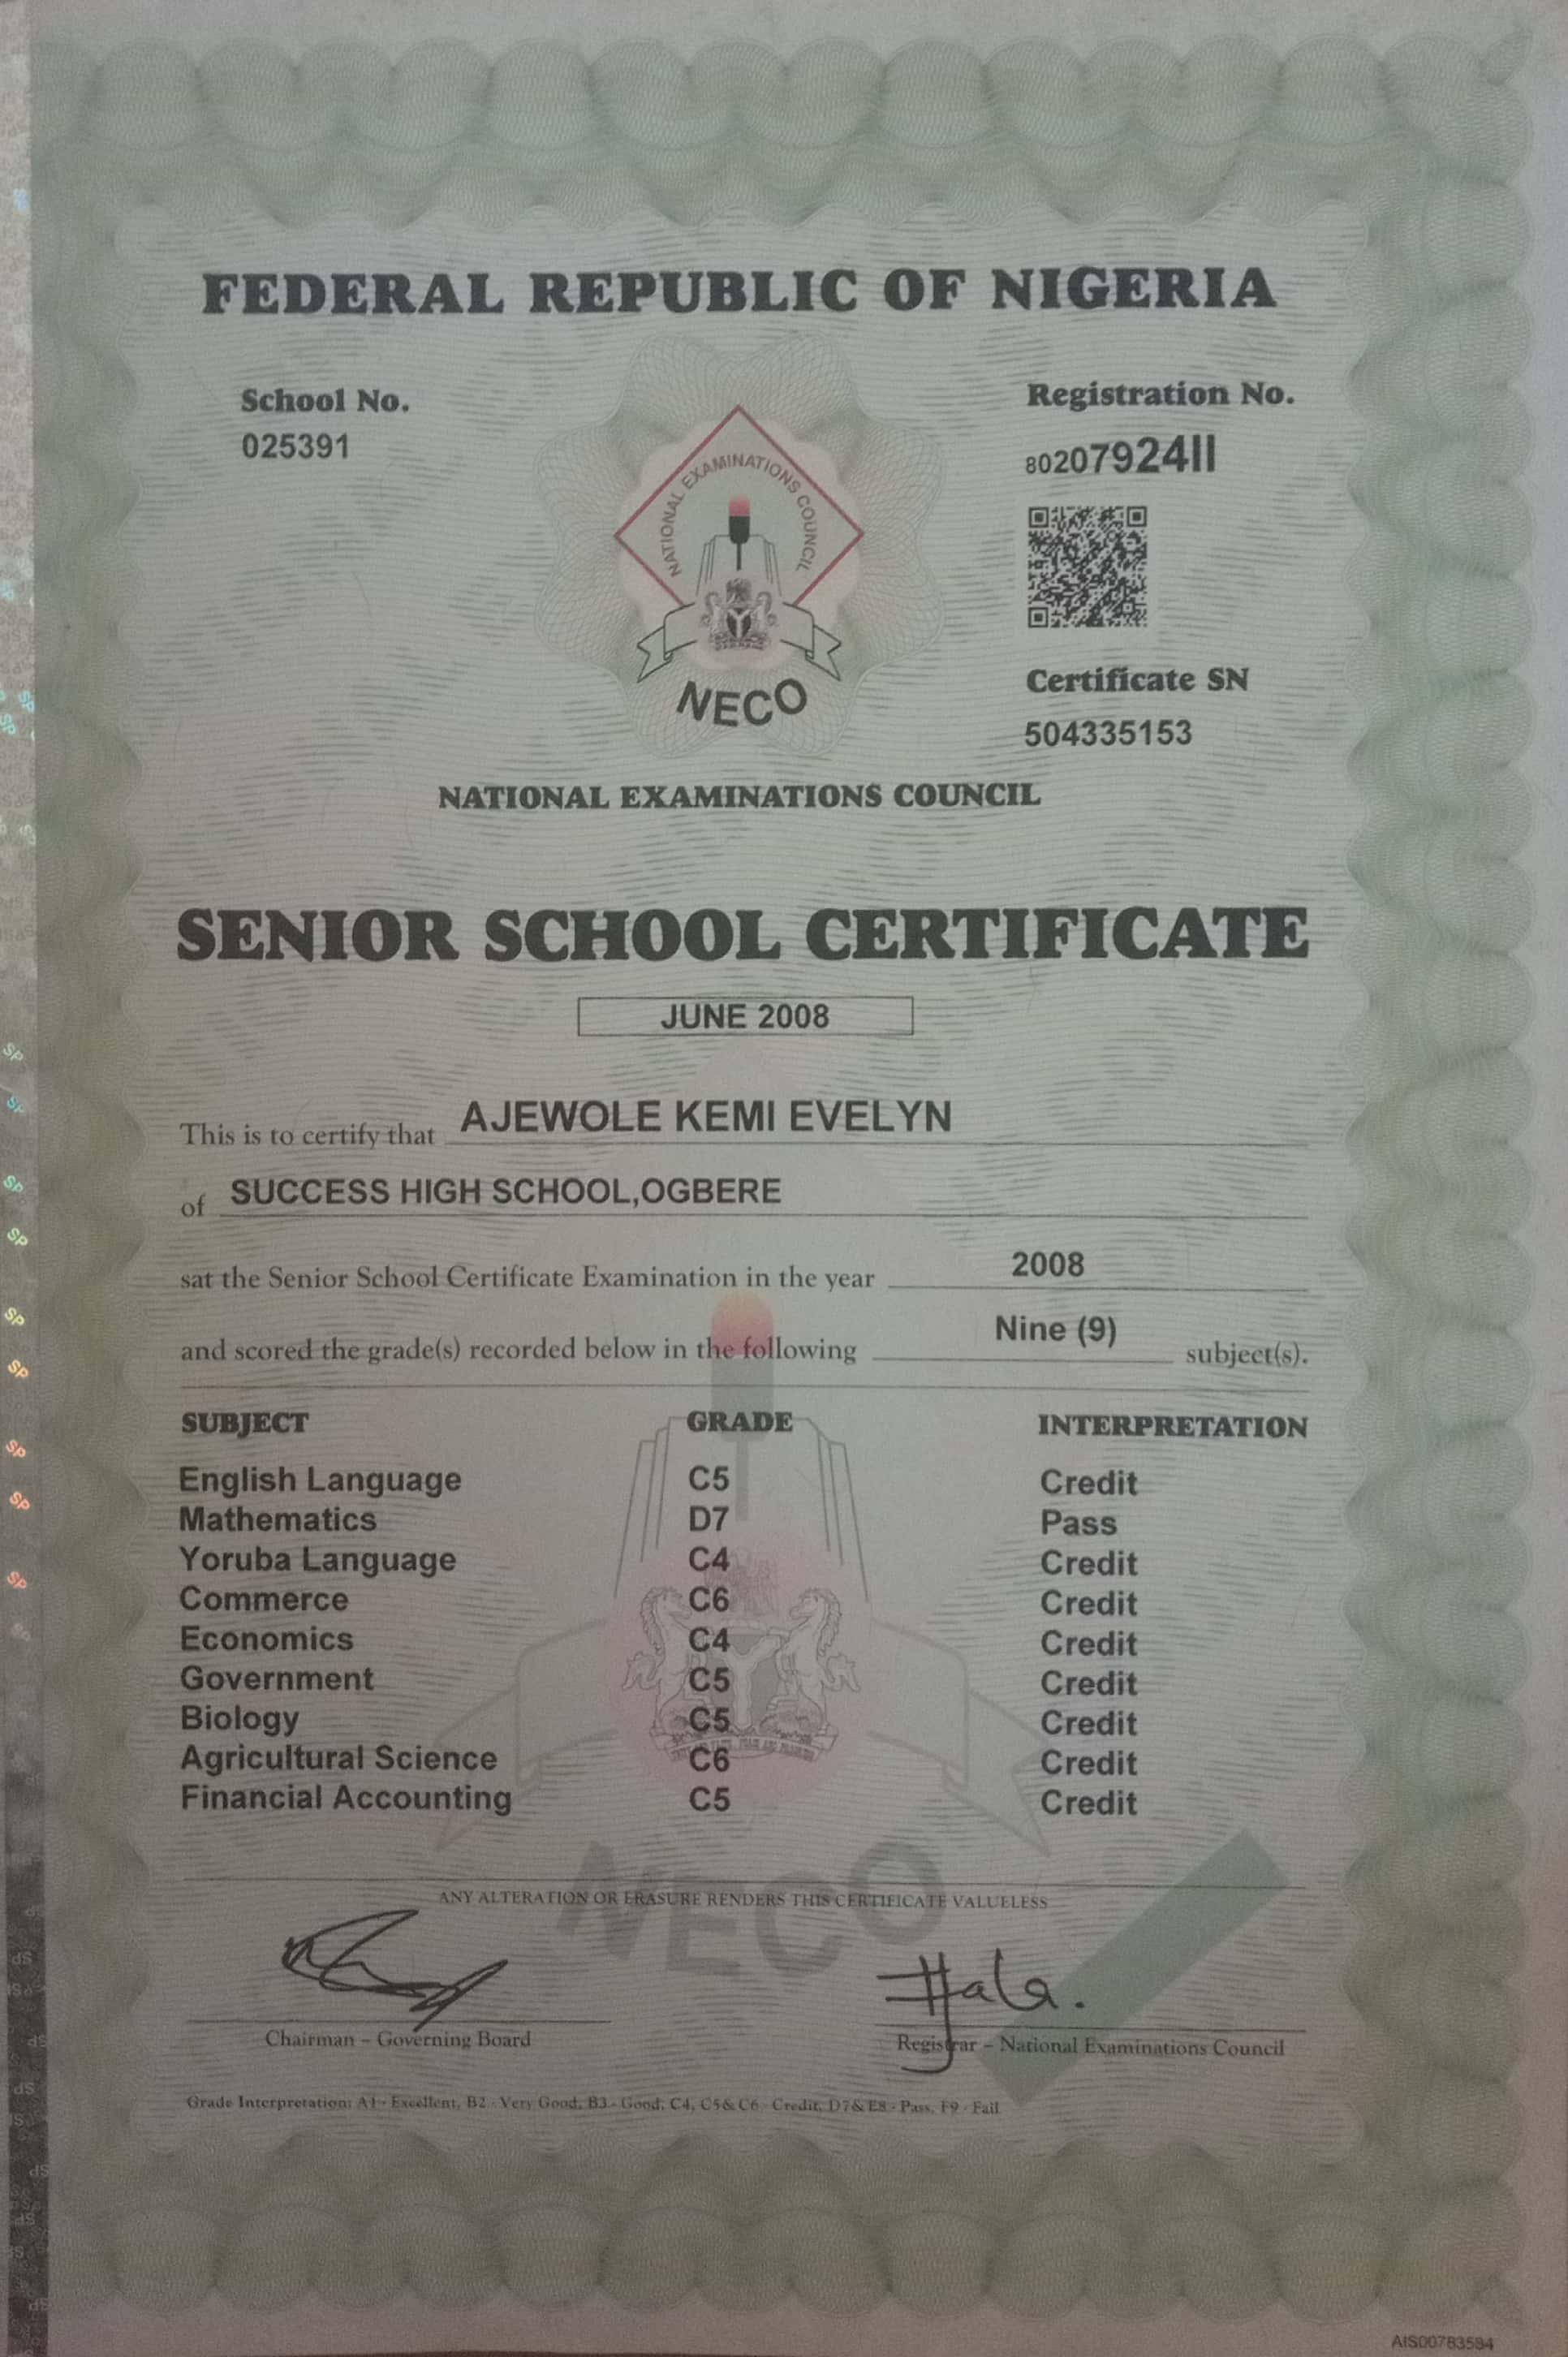 FEDERAL REPUBLIC OF NIGERIA
School No.
025391
Registration No.
8020792411
NATIONAL EXAMINATIONS COUNCIL
NECO
Certificate SN
504335153
NATIONAL EXAMINATIONS COUNCIL
SENIOR SCHOOL CERTIFICATE
JUNE 2008
This is to certify that AJEWOLE KEMI EVELYN
of SUCCESS HIGH SCHOOL,OGBERE
sat the Senior School Certificate Examination in the year 2008
and scored the grade(s) recorded below in the following Nine (9) subject(s).
SUBJECT GRADE INTERPRETATION
English Language C5 Credit
Mathematics D7 Pass
Yoruba Language C4 Credit
Commerce C6 Credit
Economics C4 Credit
Government C5 Credit
Biology C5 Credit
Agricultural Science C6 Credit
Financial Accounting C5 Credit
NECO
ANY ALTERATION OR ERASURE RENDERS THIS CERTIFICATE VALUELESS
Chairman – Governing Board
Registrar – National Examinations Council
Grade Interpretation: A1 - Excellent, B2 - Very Good, B3 - Good, C4, C5& C6 - Credit, D7& E8 - Pass, F9 - Fail
AIS00783584